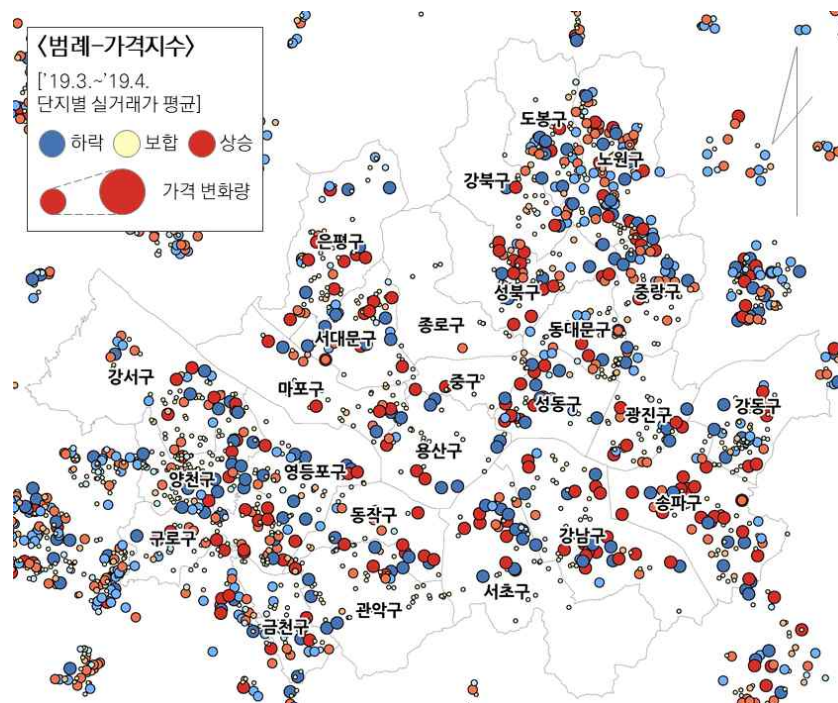 〈범례-가격지수〉
['19.3.~'19.4.
단지별 실거래가 평균]
하락 보합 상승
가격 변화량
도봉구
노원구
강북구
은평구
성북구
중랑구
종로구
동대문구
서대문구
강서구
마포구
중구
성동구
광진구
강동구
용산구
양천구
영등포구
송파구
동작구
구로구
강남구
서초구
관악구
금천구